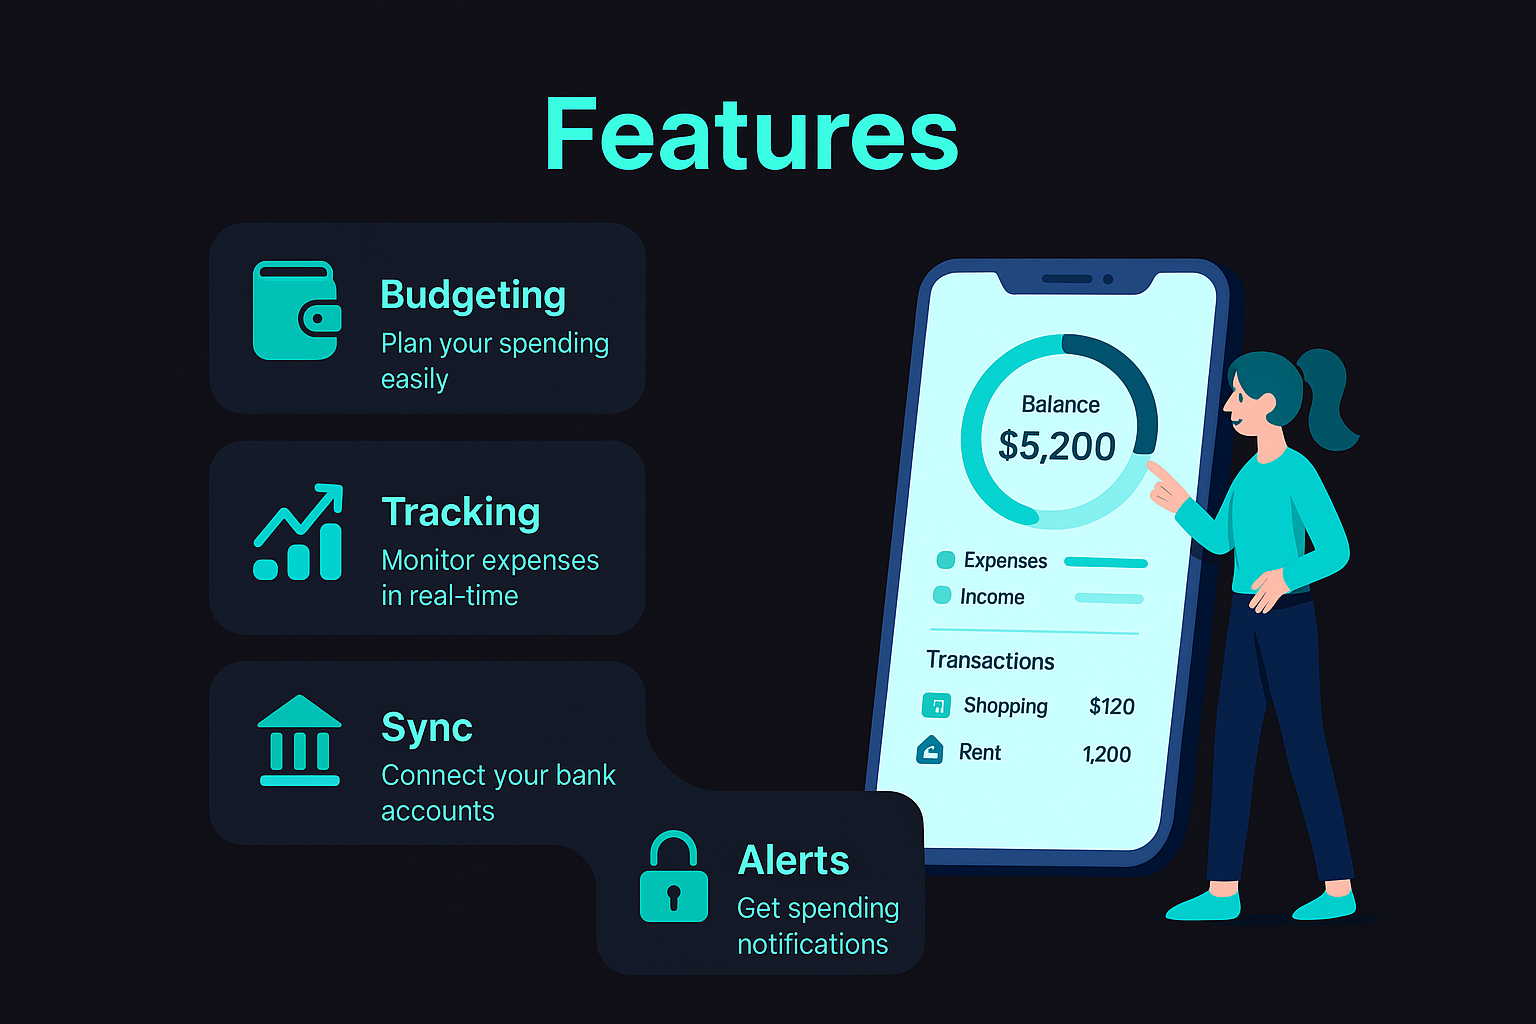 Features
Budgeting
Plan your spending
easily
Tracking
Monitor expenses
in real-time
Sync
Connect your bank
accounts
Alerts
Get spending
notifications
Balance
$5,200
Expenses
Income
Transactions
Shopping $120
Rent 1,200